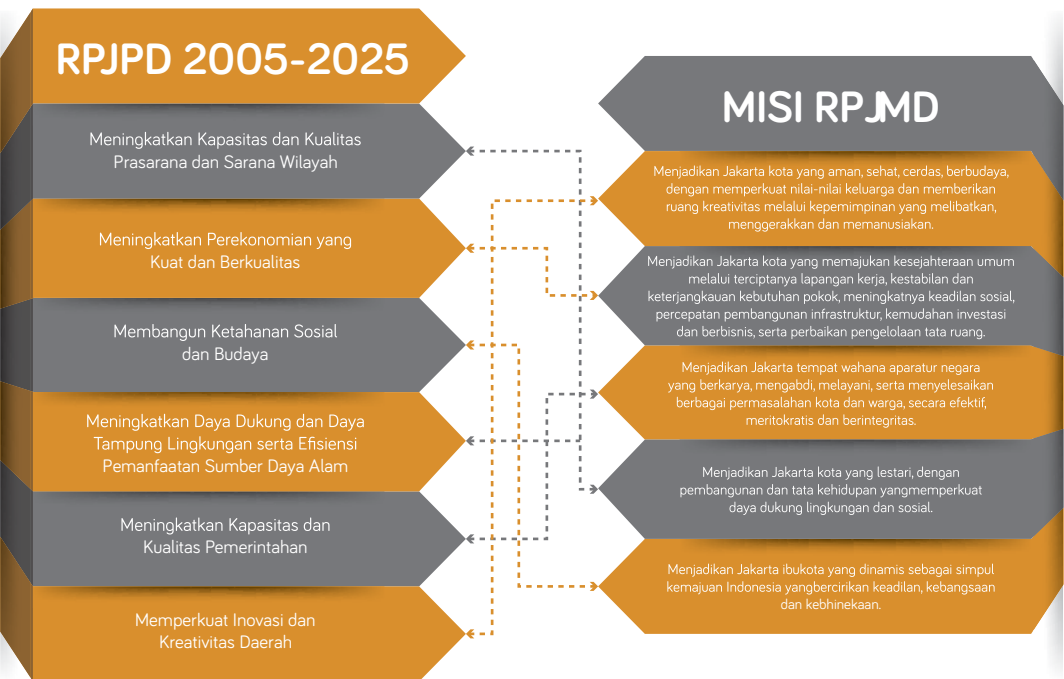 RPJPD 2005-2025
Meningkatkan Kapasitas dan Kualitas
Prasarana dan Sarana Wilayah
Meningkatkan Perekonomian yang
Kuat dan Berkualitas
Membangun Ketahanan Sosial
dan Budaya
Meningkatkan Daya Dukung dan Daya
Tampung Lingkungan serta Efisiensi
Pemanfaatan Sumber Daya Alam
Meningkatkan Kapasitas dan
Kualitas Pemerintahan
Memperkuat Inovasi dan
Kreativitas Daerah
MISI RPJMD
Menjadikan Jakarta kota yang aman, sehat, cerdas, berbudaya,
dengan memperkuat nilai-nilai keluarga dan memberikan
ruang kreativitas melalui kepemimpinan yang melibatkan,
menggerakkan dan memanusiakan.
Menjadikan Jakarta kota yang memajukan kesejahteraan umum
melalui terciptanya lapangan kerja, kestabilan dan
keterjangkauan kebutuhan pokok, meningkatnya keadilan sosial,
percepatan pembangunan infrastruktur, kemudahan investasi
dan berbisnis, serta perbaikan pengelolaan tata ruang.
Menjadikan Jakarta tempat wahana aparatur negara
yang berkarya, mengabdi, melayani, serta menyelesaikan
berbagai permasalahan kota dan warga, secara efektif,
meritokratis dan berintegritas.
Menjadikan Jakarta kota yang lestari, dengan
pembangunan dan tata kehidupan yangmemperkuat
daya dukung lingkungan dan sosial.
Menjadikan Jakarta ibukota yang dinamis sebagai simpul
kemajuan Indonesia yangbercirikan keadilan, kebangsaan
dan kebhinekaan.